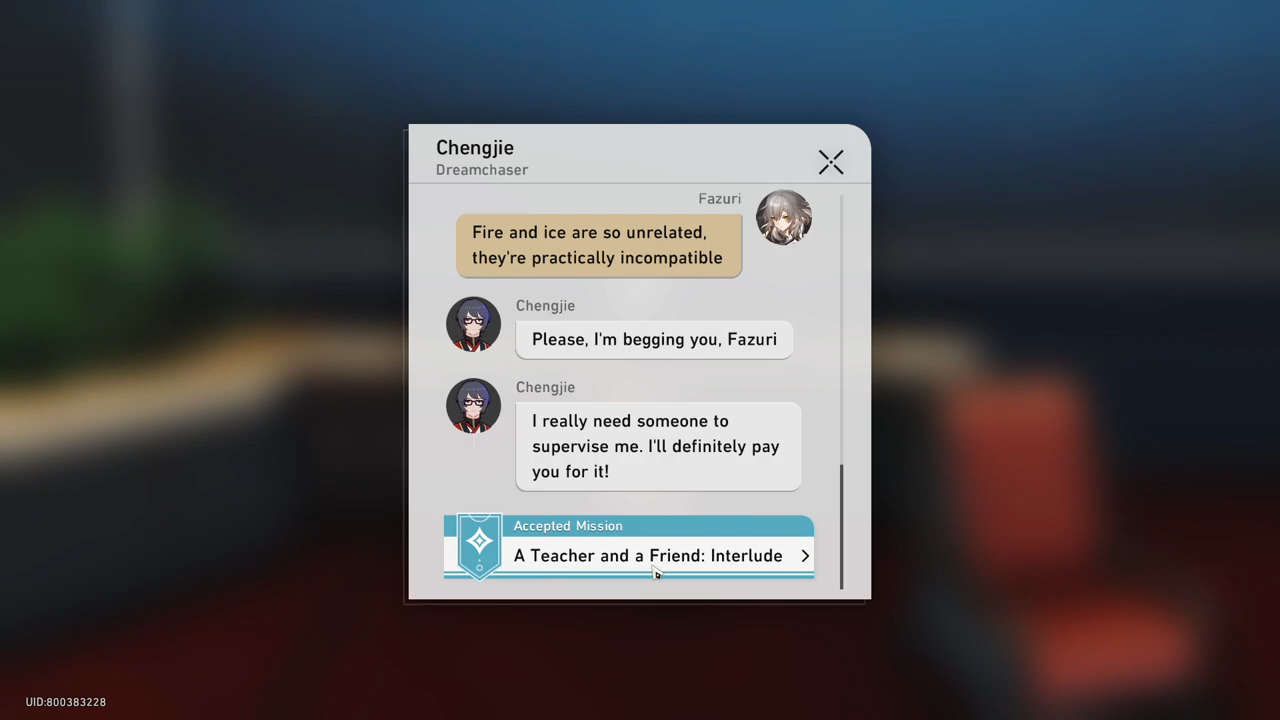 Chengjie
Dreamchaser
Fazuri
Fire and ice are so unrelated,
they're practically incompatible
Chengjie
Please, I'm begging you, Fazuri
Chengjie
I really need someone to
supervise me. I'll definitely pay
you for it!
Accepted Mission
A Teacher and a Friend: Interlude
UID:800383228